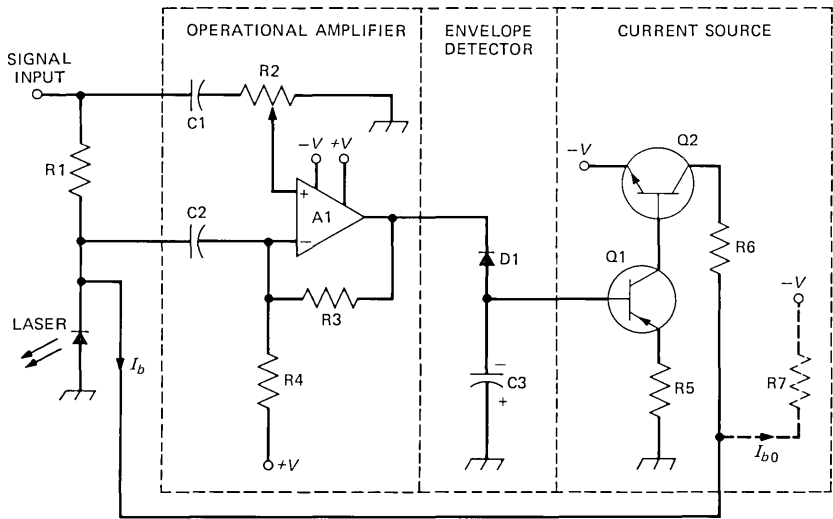 OPERATIONAL AMPLIFIER
ENVELOPE
DETECTOR
CURRENT SOURCE
SIGNAL
INPUT
R2
C1
Q2
-V +V
-V
R1
+
A1
C2
–
R6
D1
Q1
-V
R3
LASER
I_b
–
C3
+
R4
R5
R7
I_b0
+V